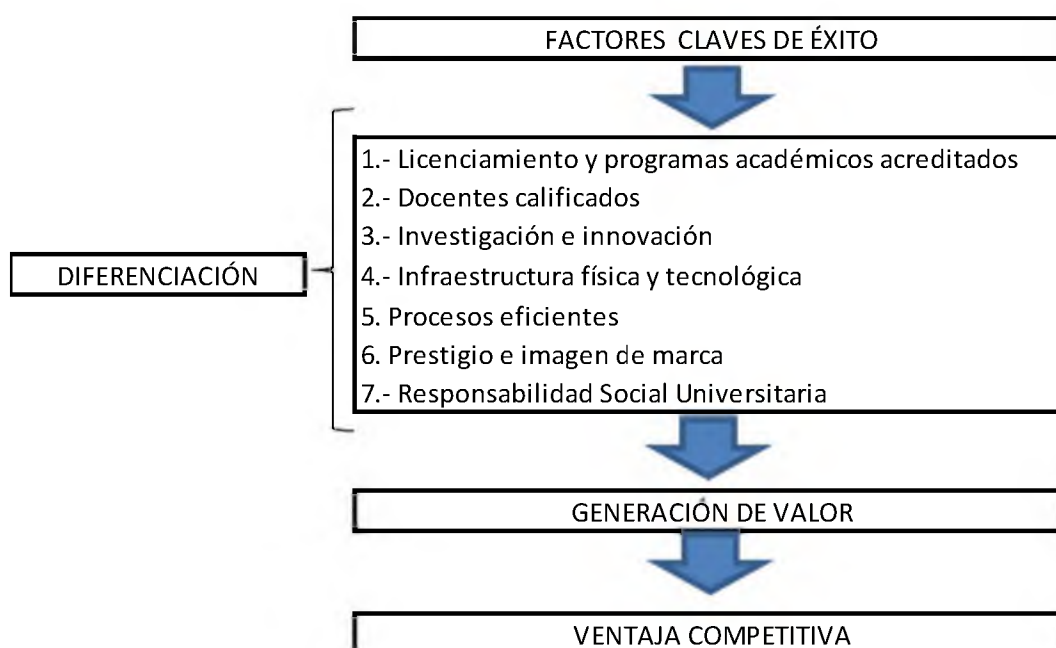 FACTORES CLAVES DE ÉXITO
1.- Licenciamiento y programas académicos acreditados
2.- Docentes calificados
3.- Investigación e innovación
DIFERENCIACIÓN
4.- Infraestructura física y tecnológica
5. Procesos eficientes
6. Prestigio e imagen de marca
7.- Responsabilidad Social Universitaria
GENERACIÓN DE VALOR
VENTAJA COMPETITIVA